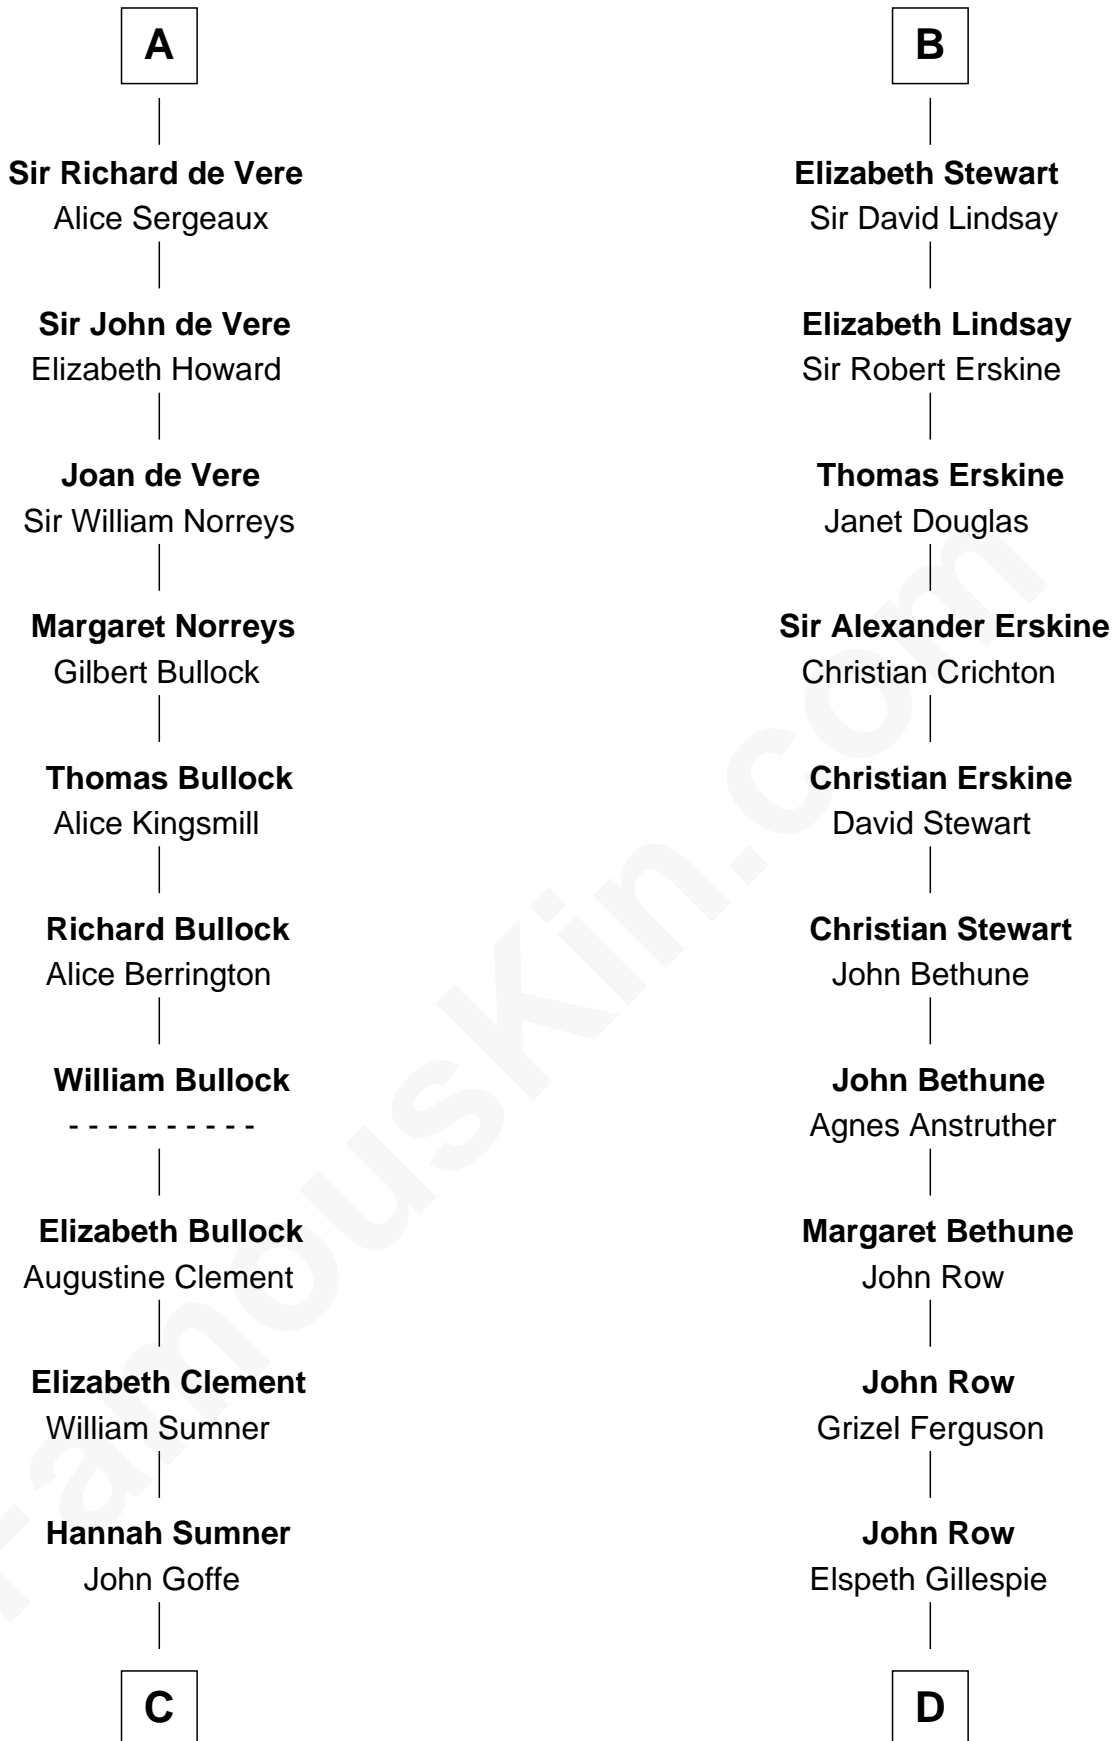 A
Sir Richard de Vere
Alice Sergeaux
Sir John de Vere
Elizabeth Howard
Joan de Vere
Sir William Norreys
Margaret Norreys
Gilbert Bullock
Thomas Bullock
Alice Kingsmill
Richard Bullock
Alice Berrington
William Bullock
- - - - - - - - - -
Elizabeth Bullock
Augustine Clement
Elizabeth Clement
William Sumner
Hannah Sumner
John Goffe
C
B
Elizabeth Stewart
Sir David Lindsay
Elizabeth Lindsay
Sir Robert Erskine
Thomas Erskine
Janet Douglas
Sir Alexander Erskine
Christian Crichton
Christian Erskine
David Stewart
Christian Stewart
John Bethune
John Bethune
Agnes Anstruther
Margaret Bethune
John Row
John Row
Grizel Ferguson
John Row
Elspeth Gillespie
D
FamousKin.com